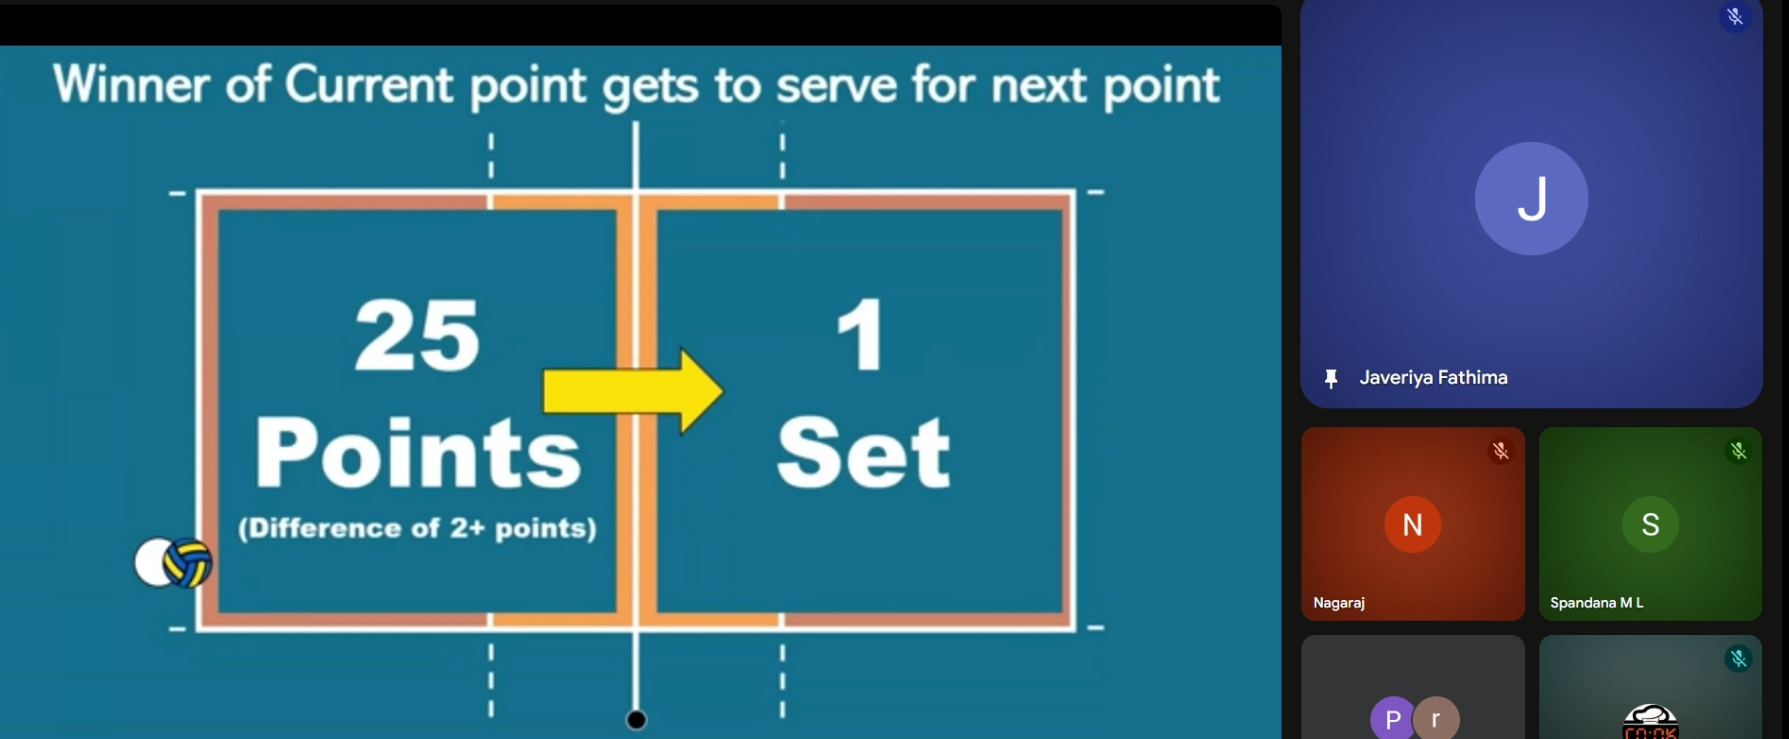 Winner of Current point gets to serve for next point
25
Points
(Difference of 2+ points)
1
Set
J
Javeriya Fathima
N
Nagaraj
S
Spandana M L
P
r